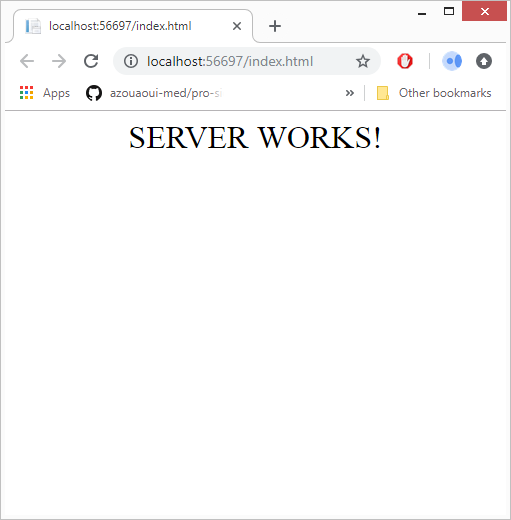 localhost:56697/index.html
localhost:56697/index.html
Apps azouaoui-med/pro-s Other bookmarks
SERVER WORKS!